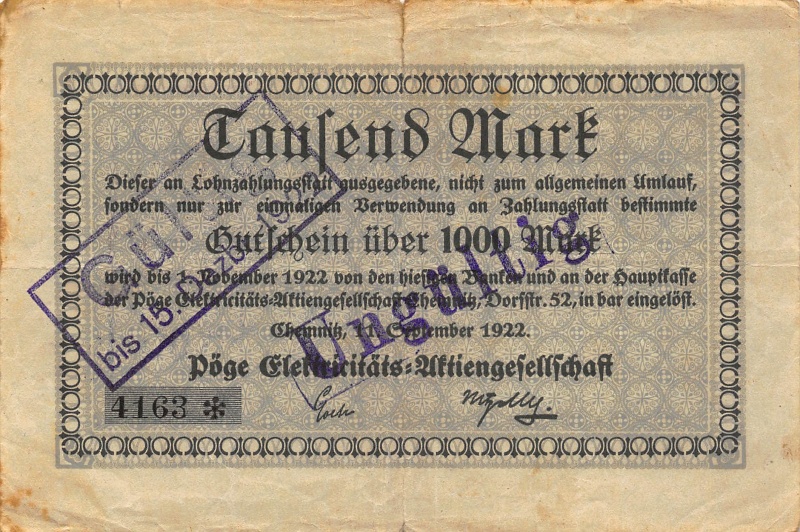 Tausend Mark
Dieser an Lohnzahlungsstatt ausgegebene, nicht zum allgemeinen Umlauf,
sondern nur zur einmaligen Verwendung an Zahlungsstatt bestimmte
Gutschein über 1000 Mark
wird bis 1. November 1922 von den hiesigen Banken und an der Hauptkasse
der Pöge Elektricitäts-Aktiengesellschaft Chemnitz, Dorfstr. 52, in bar eingelöst.
Chemnitz, 11. September 1922.
Pöge Elektricitäts-Aktiengesellschaft
4163 *
Gültig
bis 15.
Ungültig